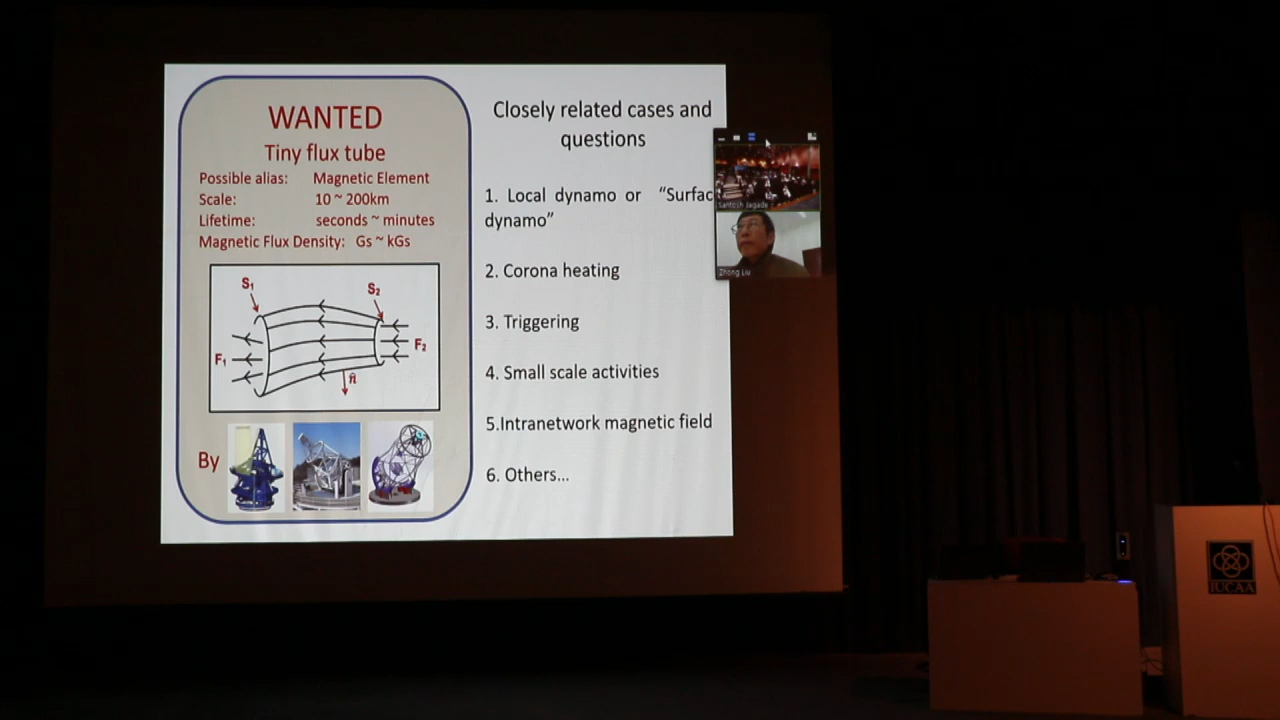 WANTED
Tiny flux tube
Possible alias: Magnetic Element
Scale: 10 ~ 200km
Lifetime: seconds ~ minutes
Magnetic Flux Density: Gs ~ kGs
S1
S2
F1
F2
n̂
By
Closely related cases and
questions
1. Local dynamo or “Surfac
dynamo”
2. Corona heating
3. Triggering
4. Small scale activities
5.Intranetwork magnetic field
6. Others...
Santosh Jagade
Zhong Liu
IUCAA